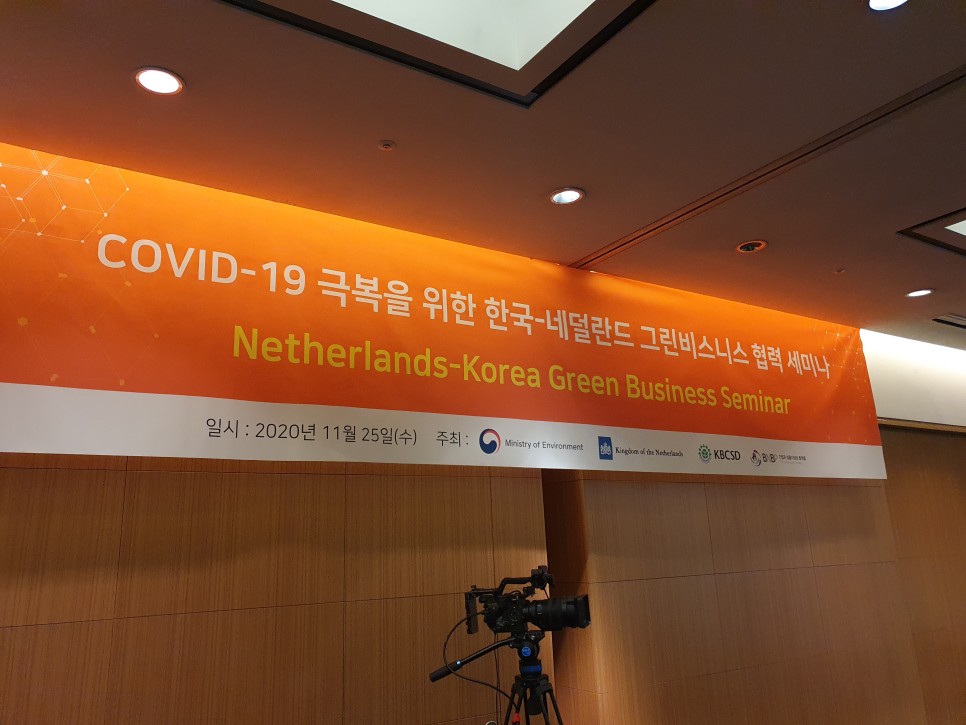 COVID-19 극복을 위한 한국-네덜란드 그린비스니스 협력 세미나
Netherlands-Korea Green Business Seminar
일시 : 2020년 11월 25일(수) 주최 : Ministry of Environment Kingdom of the Netherlands KBCSD